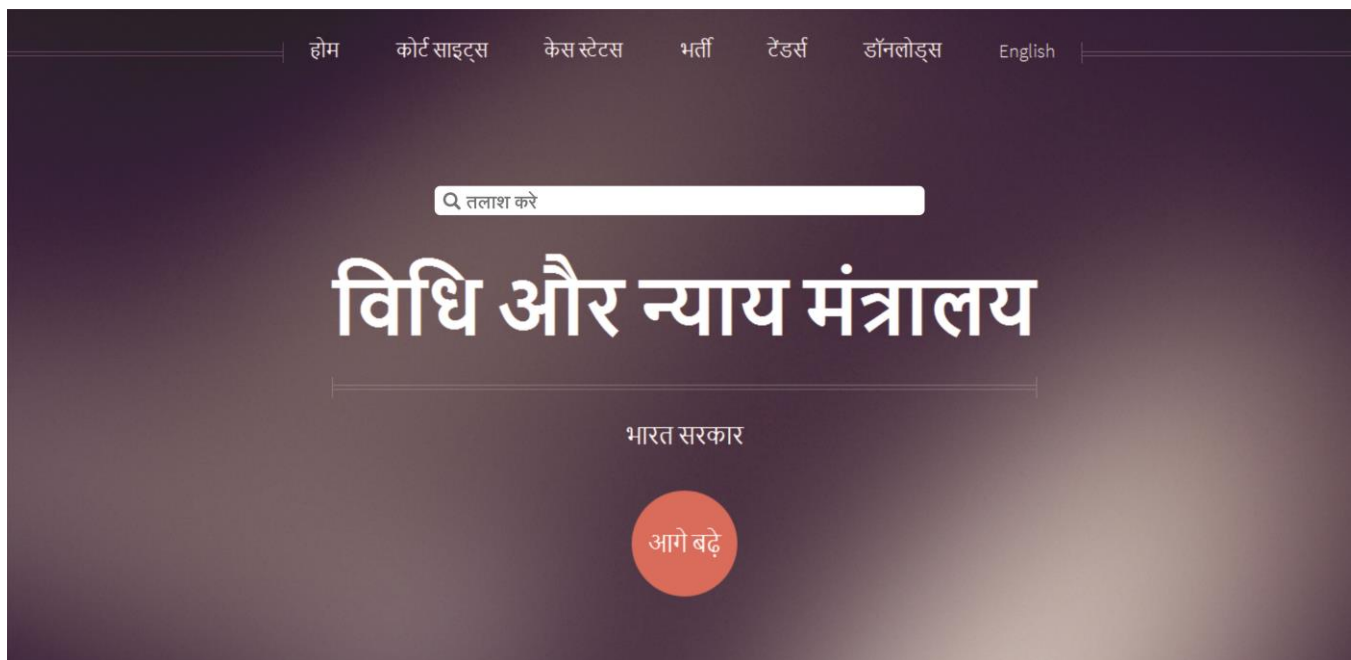 होम कोर्ट साइट्स केस स्टेटस भर्ती टेंडर्स डॉनलोड्स English
तलाश करे
विधि और न्याय मंत्रालय
भारत सरकार
आगे बढ़े